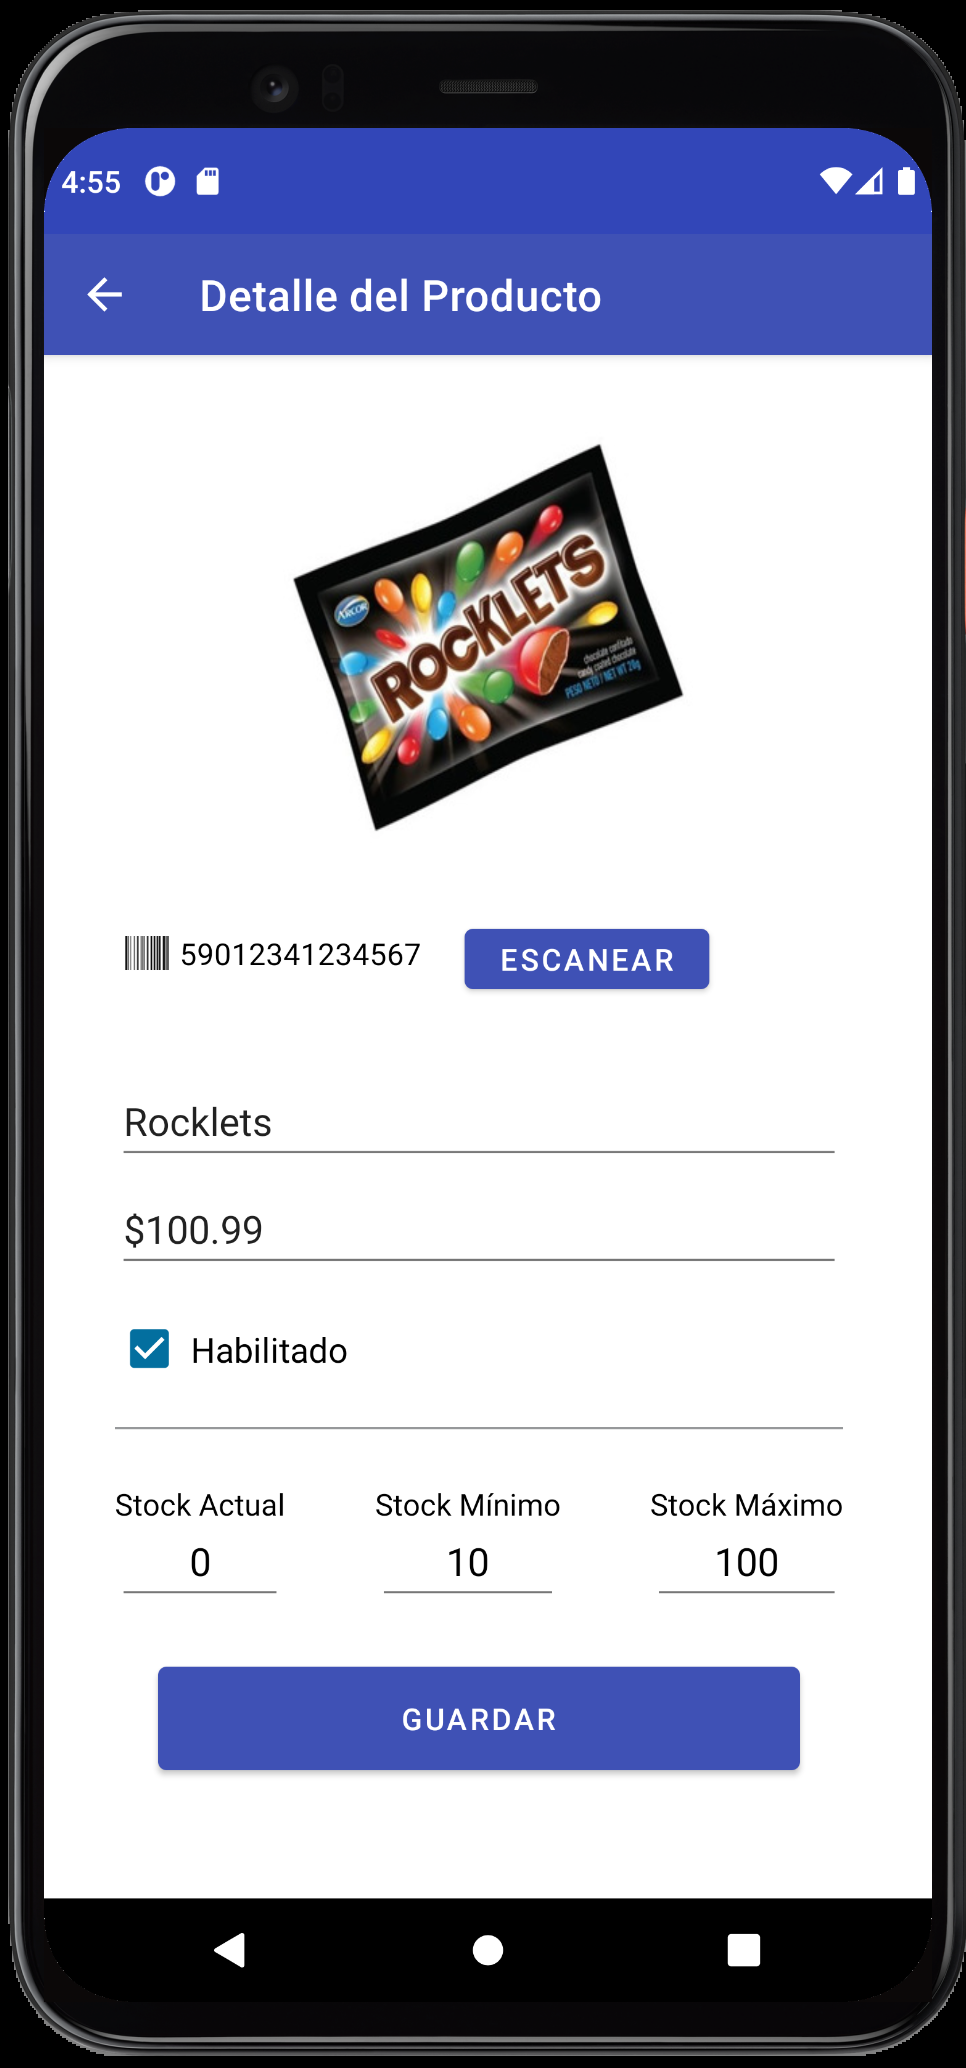 4:55
Detalle del Producto
ARCOR
ROCKLETS
chocolate confitado
candy coated chocolate
PESO NETO / NET WT 20g
59012341234567 ESCANEAR
Rocklets
$100.99
Habilitado
Stock Actual Stock Mínimo Stock Máximo
0 10 100
GUARDAR